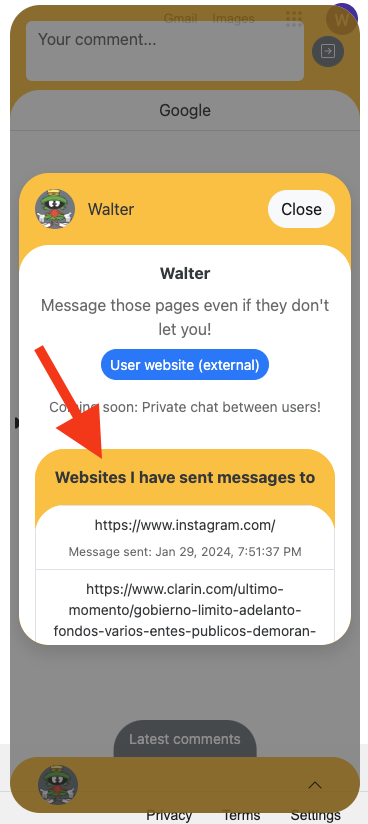 Gmail Images
W
Your comment...
Google
Walter
Close
Walter
Message those pages even if they don't
let you!
User website (external)
Coming soon: Private chat between users!
Websites I have sent messages to
https://www.instagram.com/
Message sent: Jan 29, 2024, 7:51:37 PM
https://www.clarin.com/ultimo-
momento/gobierno-limito-adelanto-
fondos-varios-entes-publicos-demoran-
Latest comments
Privacy Terms Settings